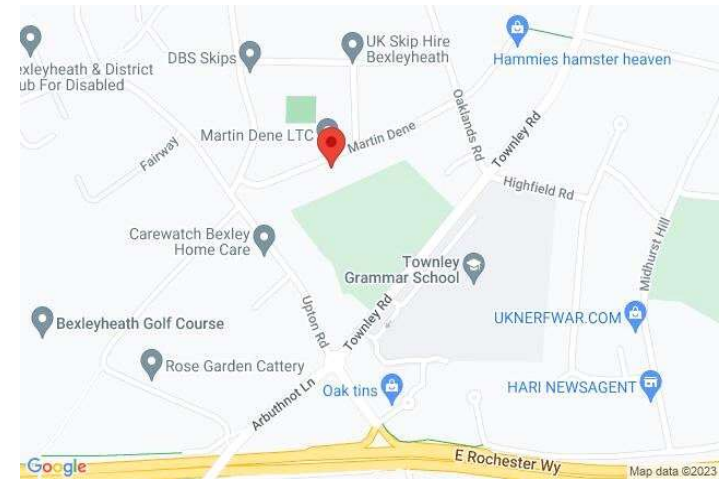 UK Skip Hire
Bexleyheath
DBS Skips
Hammies hamster heaven
exleyheath & District
ub For Disabled
Oaklands Rd
Martin Dene LTC
Martin Dene
Townley Rd
Fairway
Highfield Rd
Midhurst Hill
Carewatch Bexley
Home Care
Townley
Grammar School
Upton Rd
Townley Rd
Bexleyheath Golf Course
UKNERFWAR.COM
Rose Garden Cattery
Arbuthnot Ln
Oak tins
HARI NEWSAGENT
E Rochester Wy
Google
Map data ©2023